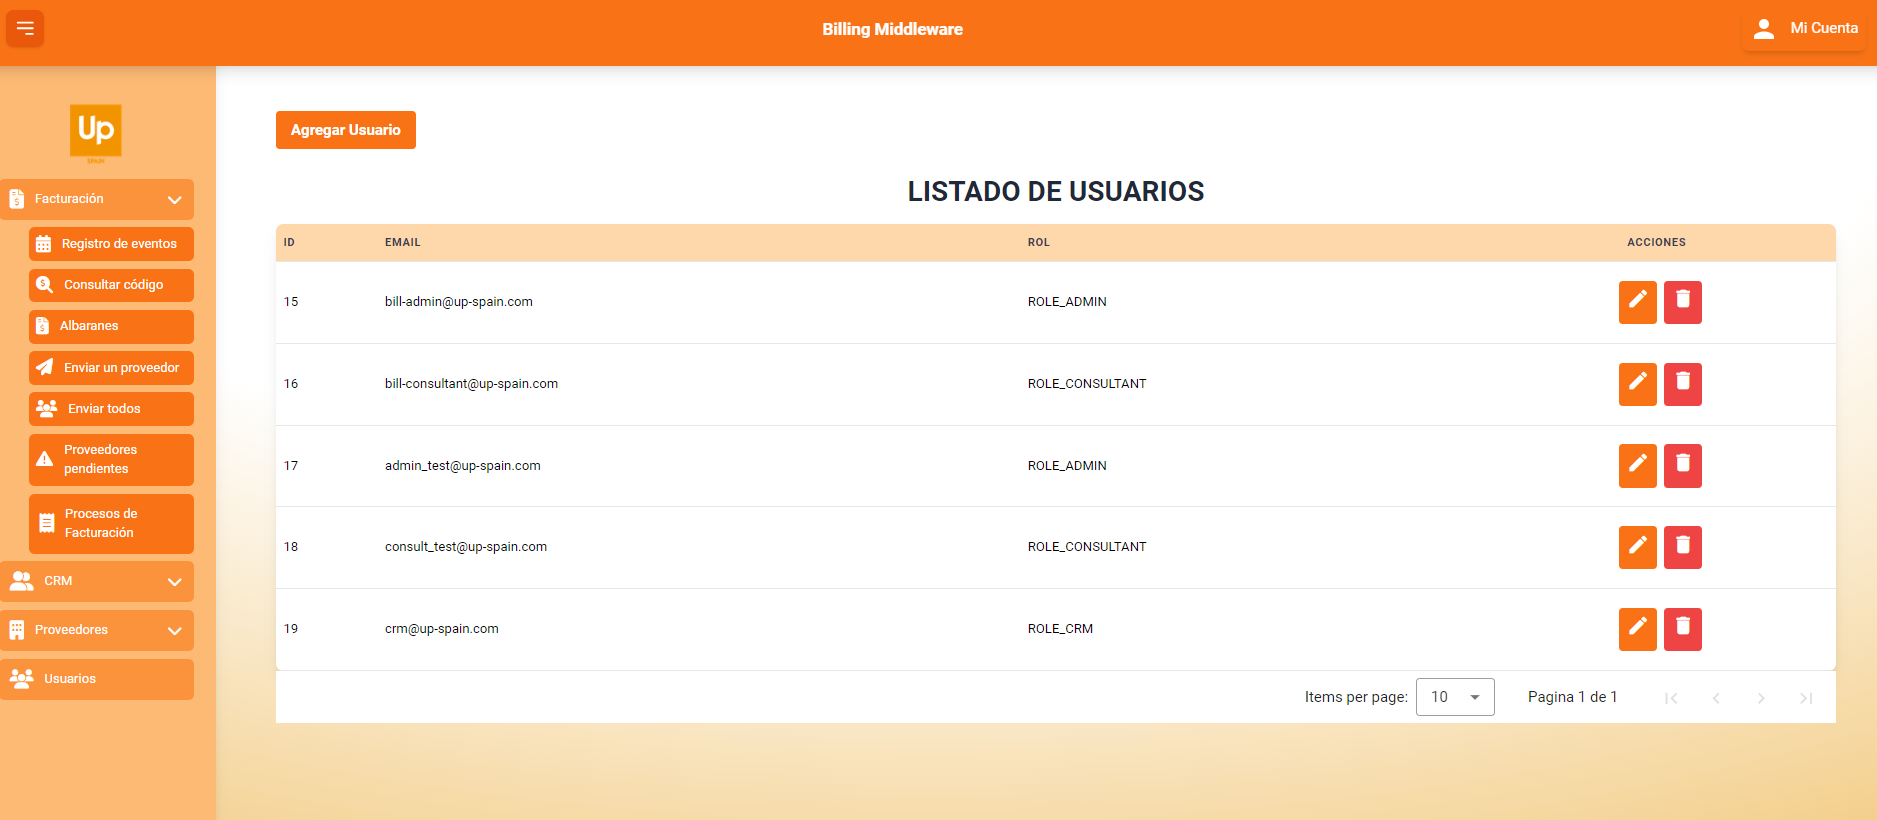 Billing Middleware
Mi Cuenta
Up
SPAIN
Facturación
Registro de eventos
Consultar código
Albaranes
Enviar un proveedor
Enviar todos
Proveedores
pendientes
Procesos de
Facturación
CRM
Proveedores
Usuarios
Agregar Usuario
LISTADO DE USUARIOS
ID EMAIL ROL ACCIONES
15 bill-admin@up-spain.com ROLE_ADMIN
16 bill-consultant@up-spain.com ROLE_CONSULTANT
17 admin_test@up-spain.com ROLE_ADMIN
18 consult_test@up-spain.com ROLE_CONSULTANT
19 crm@up-spain.com ROLE_CRM
Items per page: 10 Pagina 1 de 1